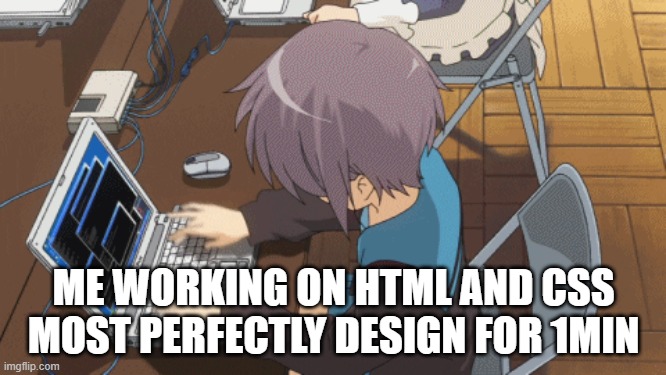 ME WORKING ON HTML AND CSS
MOST PERFECTLY DESIGN FOR 1MIN
imgflip.com